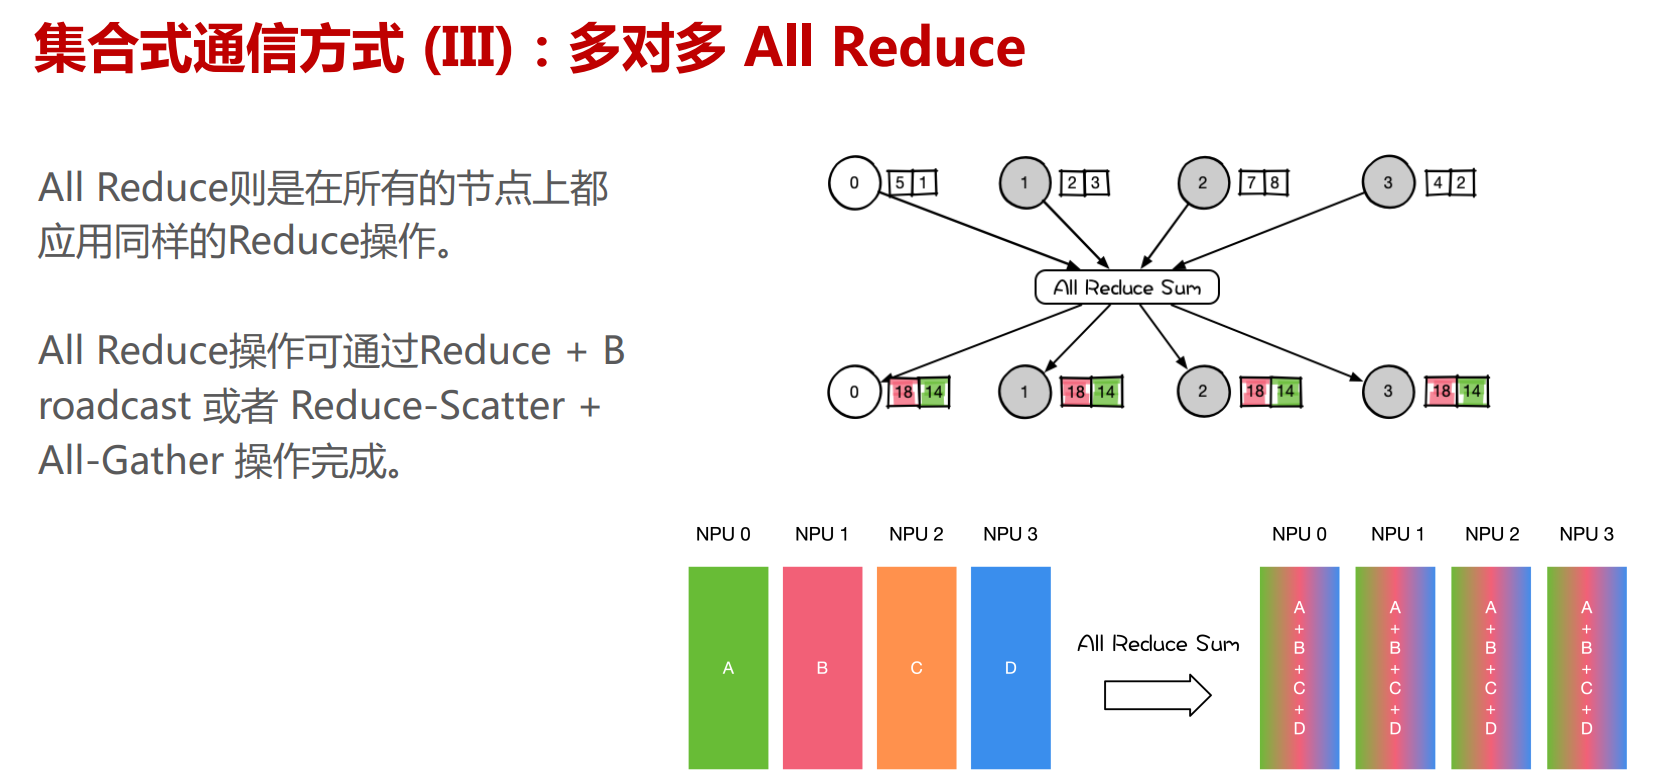 集合式通信方式 (III)：多对多 All Reduce
All Reduce则是在所有的节点上都
应用同样的Reduce操作。
All Reduce操作可通过Reduce + B
roadcast 或者 Reduce-Scatter +
All-Gather 操作完成。
0 5 1 1 2 3 2 7 8 3 4 2
All Reduce Sum
0 18 14 1 18 14 2 18 14 3 18 14
NPU 0 NPU 1 NPU 2 NPU 3
A B C D
All Reduce Sum
NPU 0 NPU 1 NPU 2 NPU 3
A A A A
+ + + +
B B B B
+ + + +
C C C C
+ + + +
D D D D